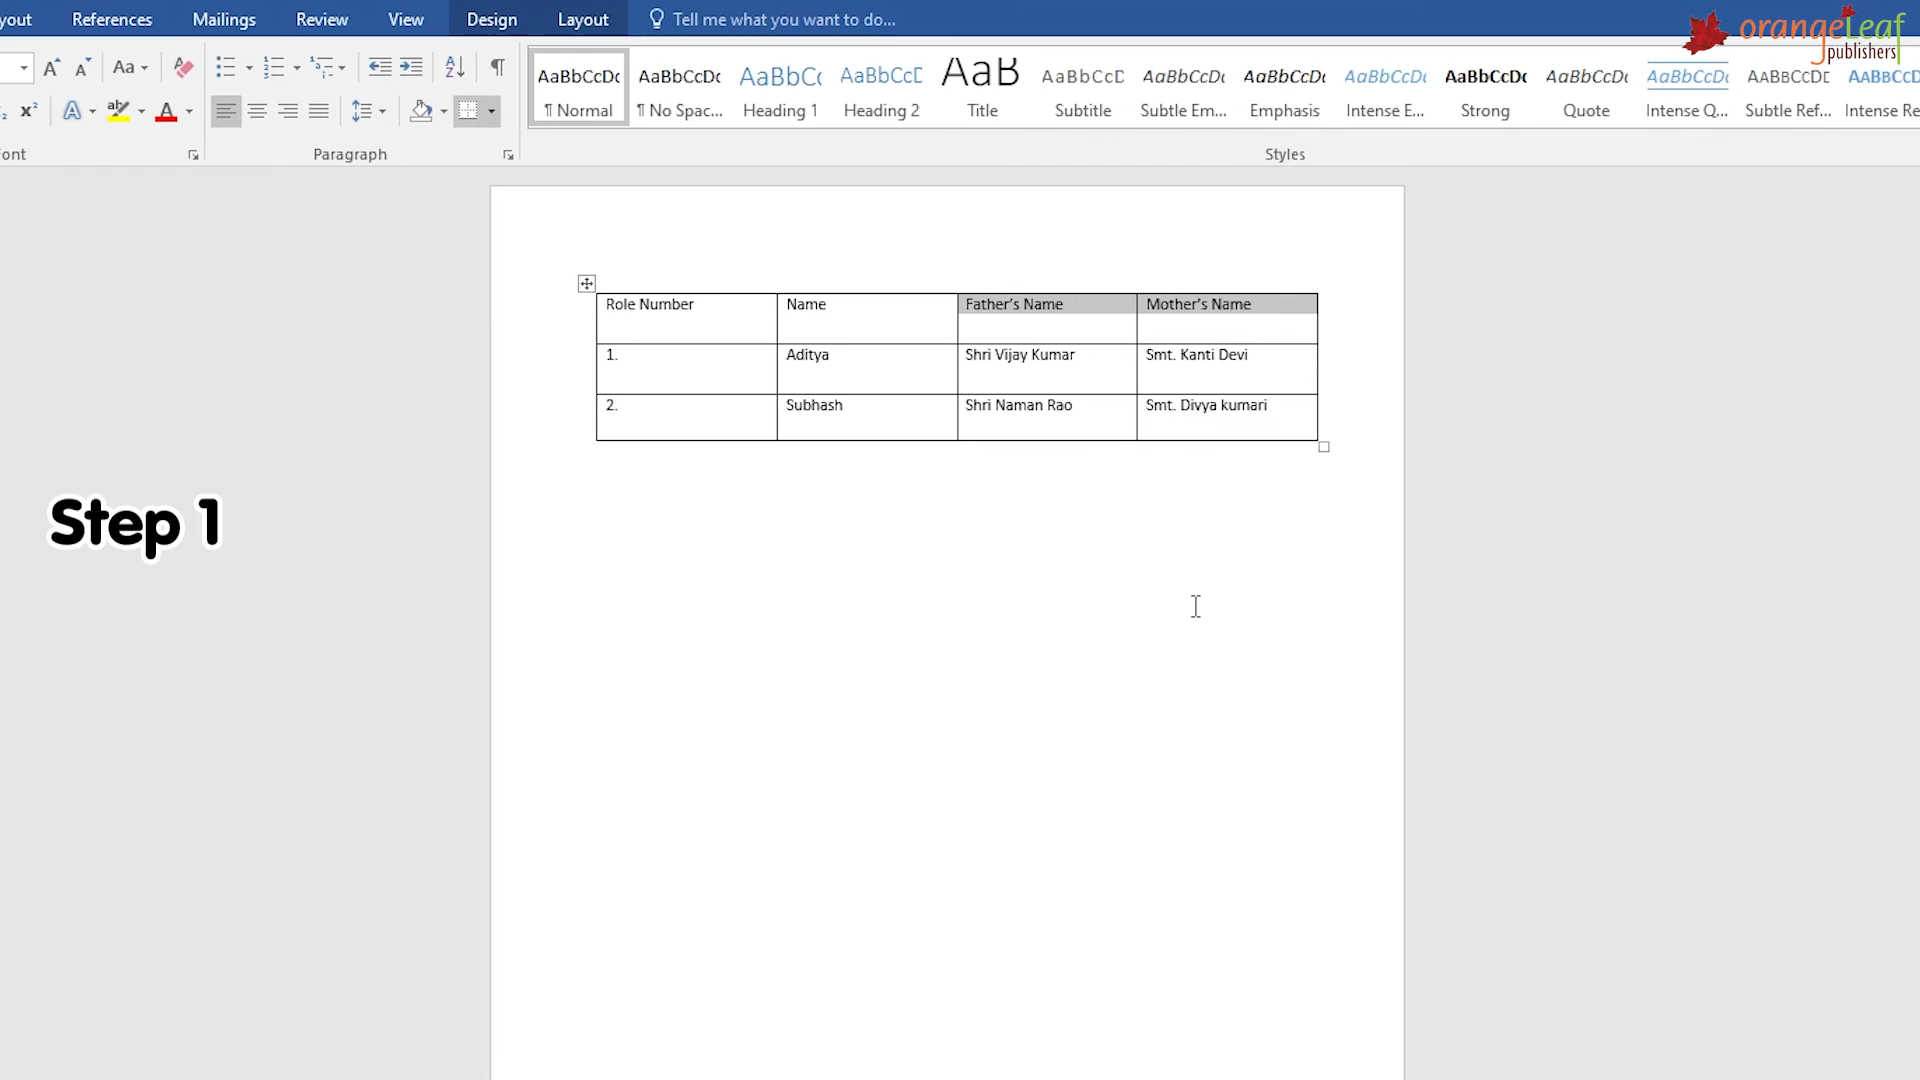 yout References Mailings Review View Design Layout Tell me what you want to do...
orangeLeaf
publishers
Aa
AaBbCcDc AaBbCcDc AaBbC AaBbCcD AaB AaBbCcD AaBbCcDc AaBbCcDc AaBbCcDc AaBbCcDc AaBbCcDc AaBbCcDc AaBbCcDc AaBbCcD
¶ Normal ¶ No Spac... Heading 1 Heading 2 Title Subtitle Subtle Em... Emphasis Intense E... Strong Quote Intense Q... Subtle Ref... Intense Re
ont Paragraph Styles
Role Number Name Father's Name Mother's Name
1. Aditya Shri Vijay Kumar Smt. Kanti Devi
2. Subhash Shri Naman Rao Smt. Divya kumari
Step 1